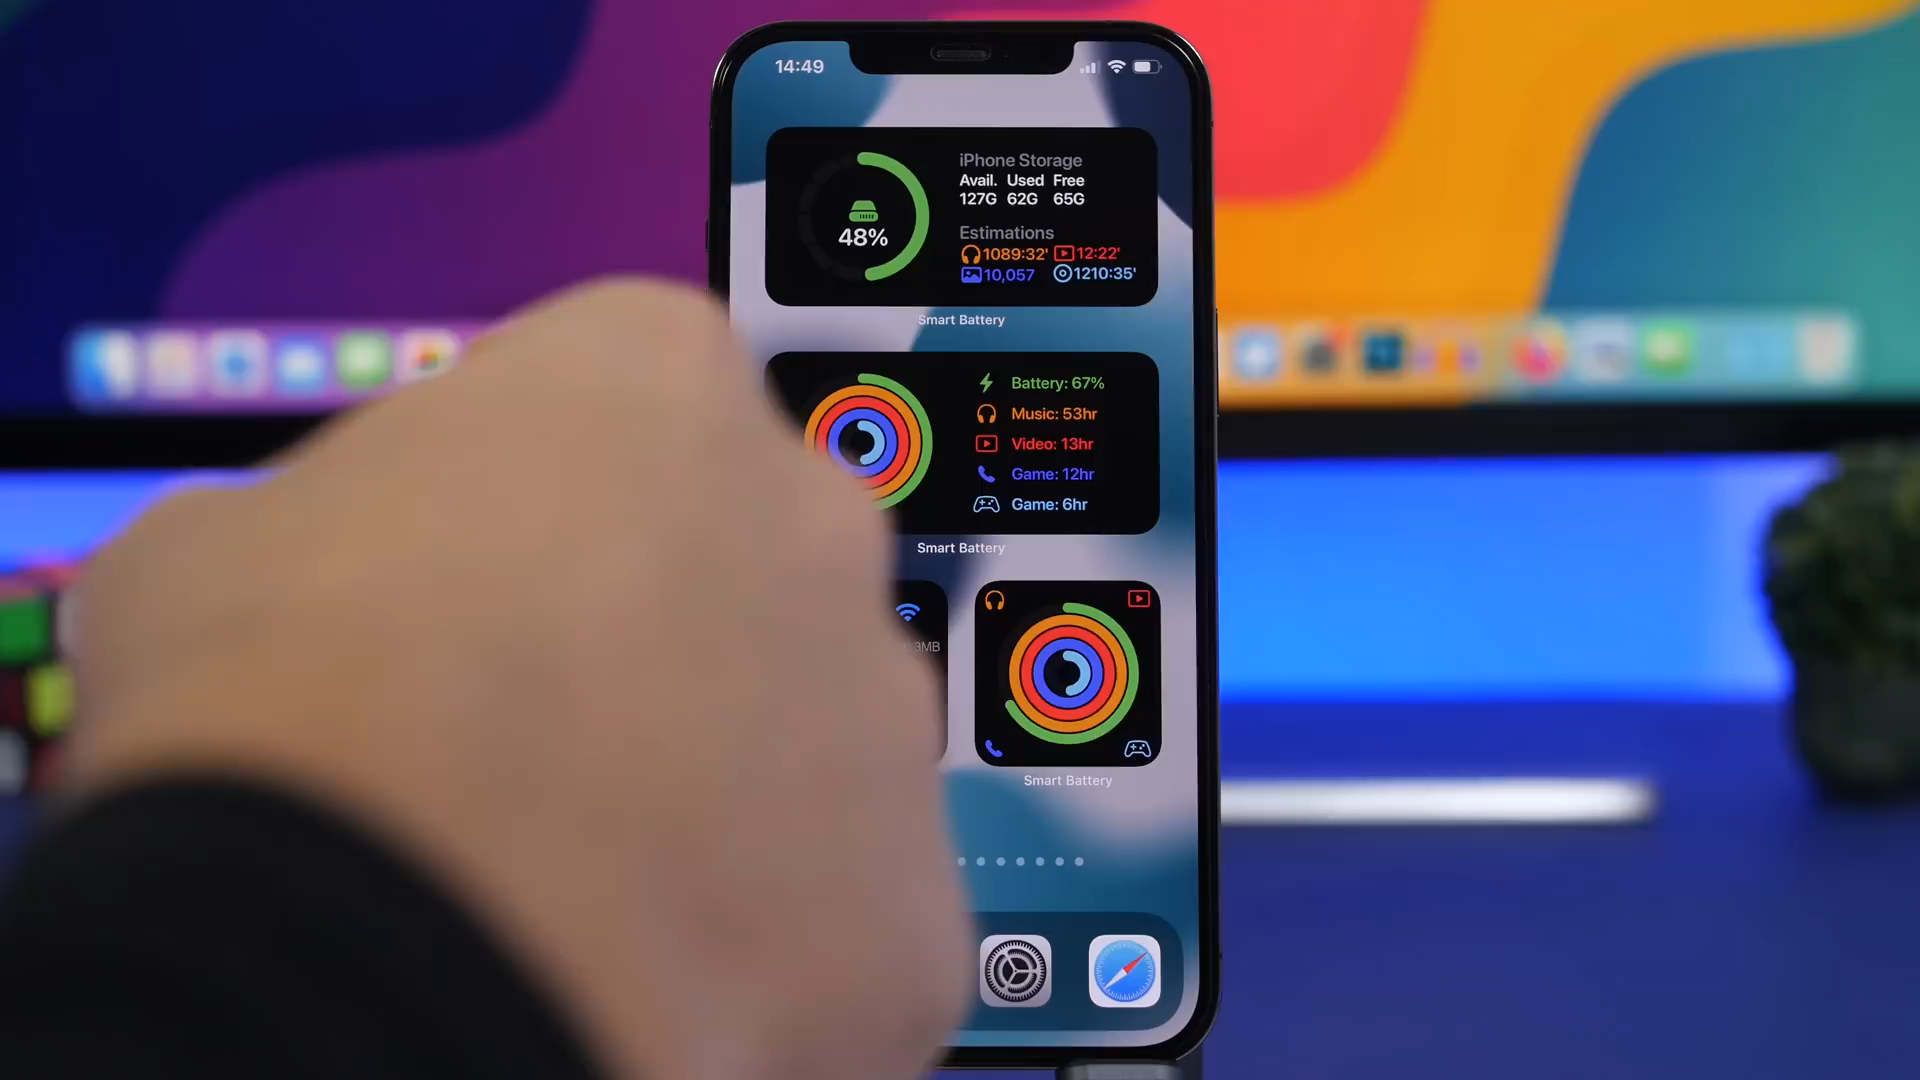 14:49
iPhone Storage
Avail. Used Free
127G 62G 65G
48%
Estimations
1089:32' 12:22'
10,057 1210:35'
Smart Battery
Battery: 67%
Music: 53hr
Video: 13hr
Game: 12hr
Game: 6hr
Smart Battery
Smart Battery